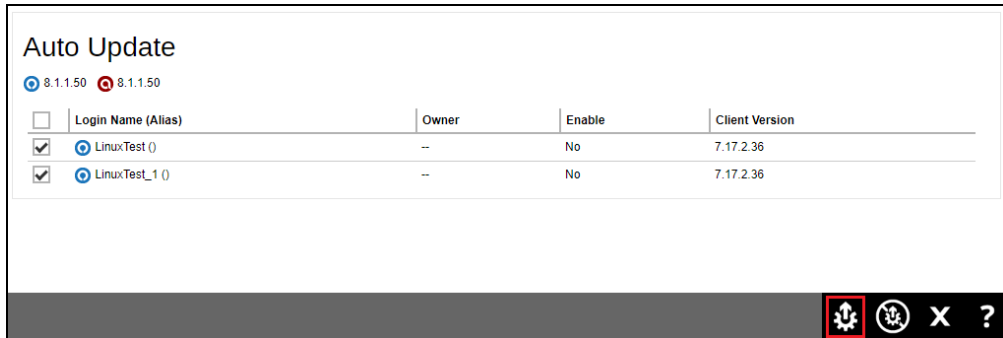 Auto Update
8.1.1.50 8.1.1.50
Login Name (Alias) Owner Enable Client Version
LinuxTest () -- No 7.17.2.36
LinuxTest_1 () -- No 7.17.2.36
X ?